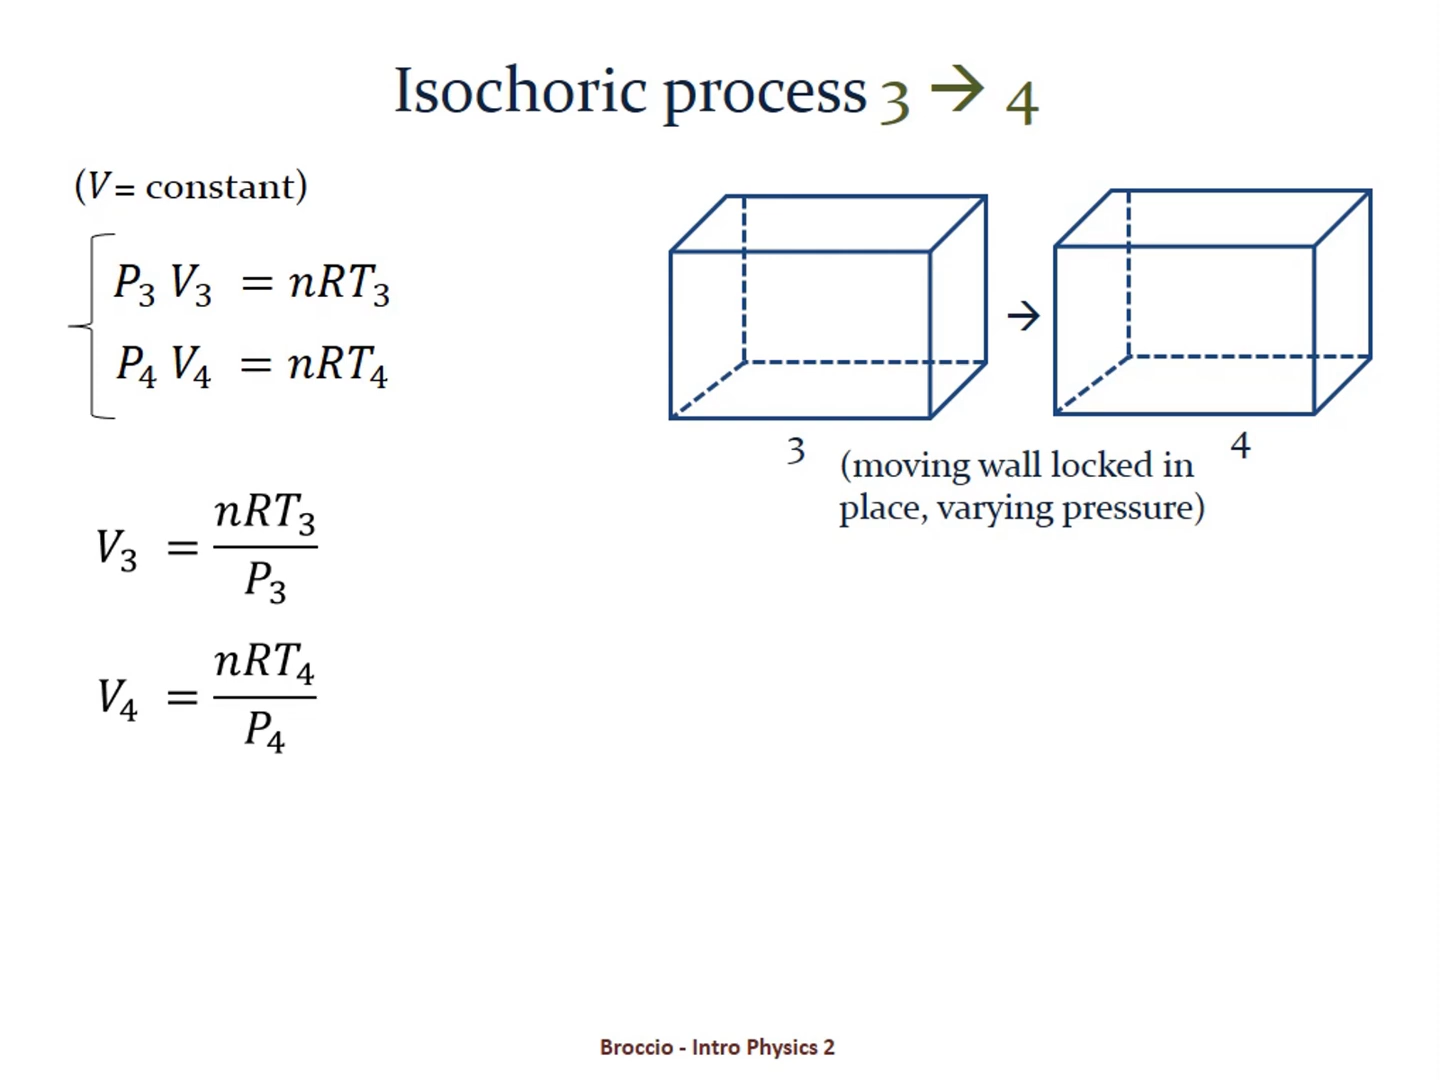 Isochoric process 3 → 4
(V = constant)
P₃ V₃ = nRT₃
P₄ V₄ = nRT₄
V₃ = nRT₃ / P₃
V₄ = nRT₄ / P₄
→
3
4
(moving wall locked in
place, varying pressure)
Broccio - Intro Physics 2